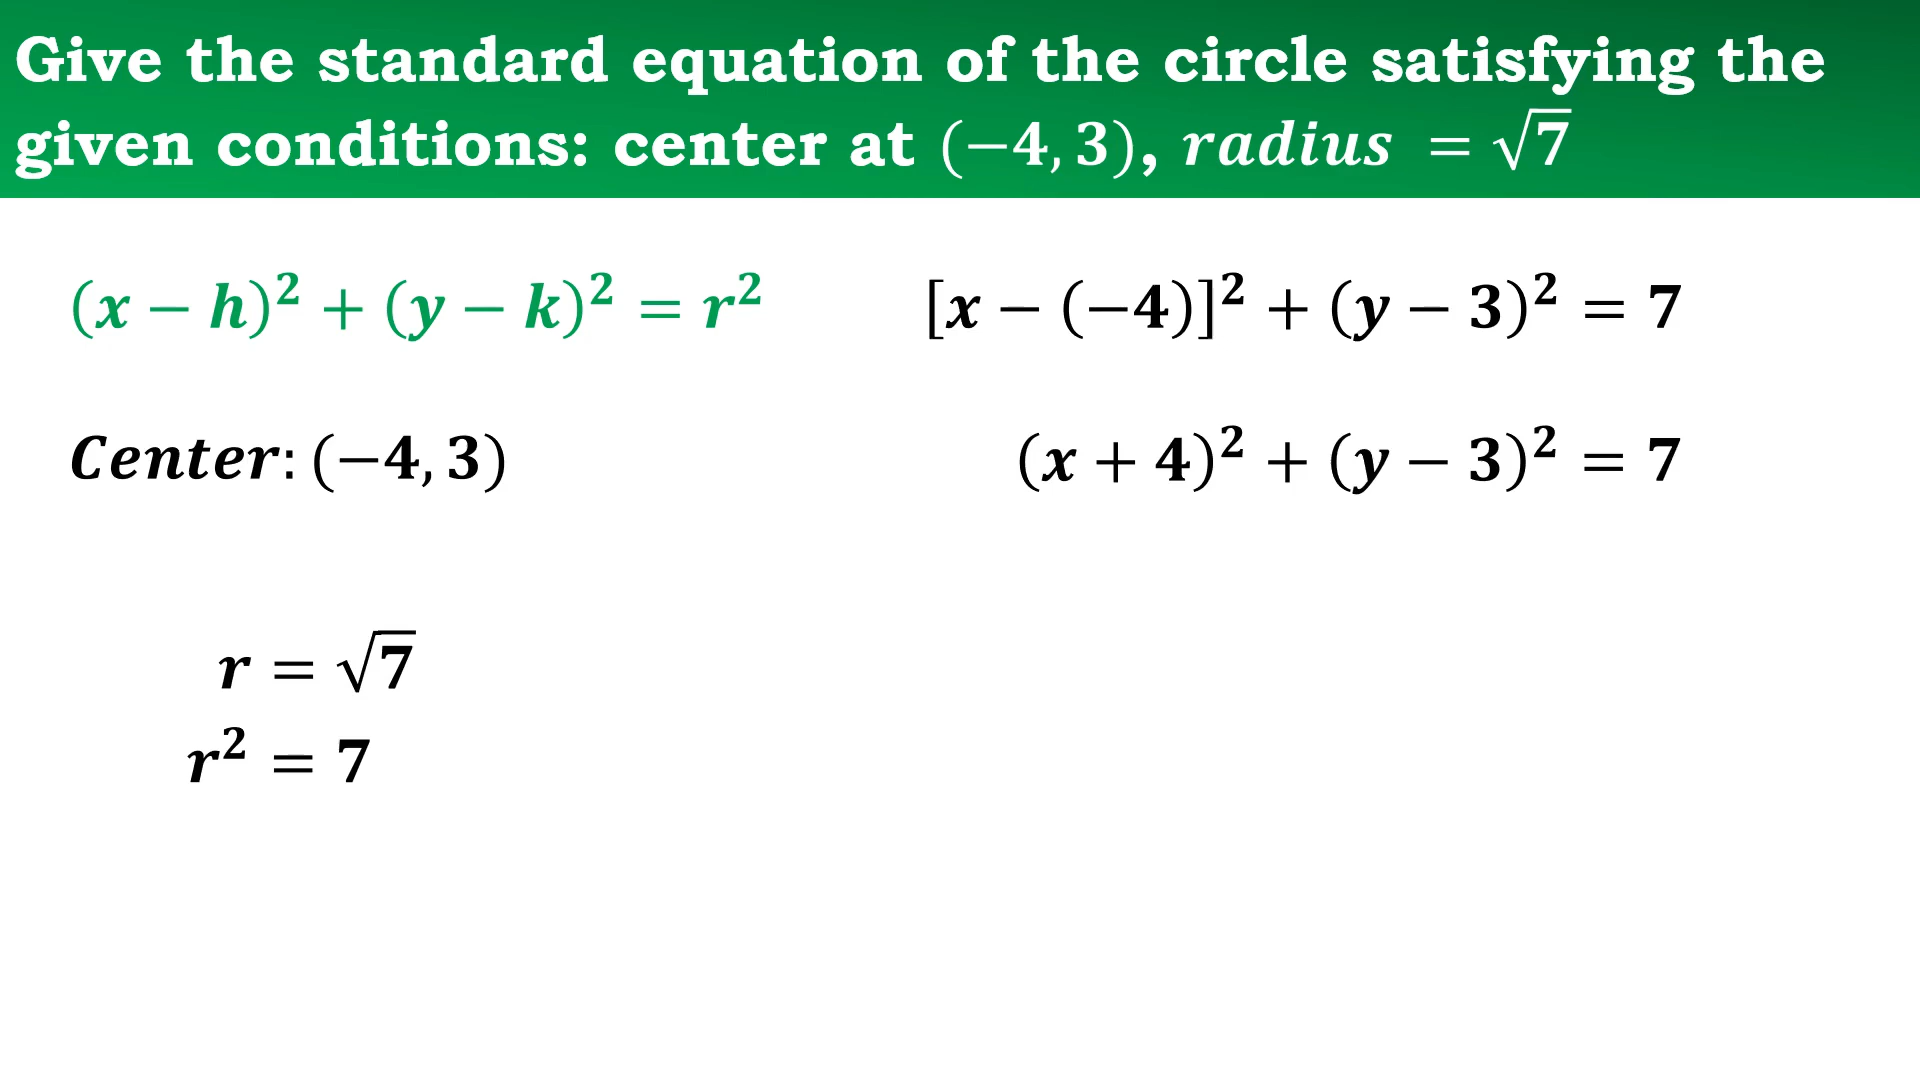 Give the standard equation of the circle satisfying the
given conditions: center at (−4, 3), radius = √7
(x − h)² + (y − k)² = r²
[x − (−4)]² + (y − 3)² = 7
Center: (−4, 3)
(x + 4)² + (y − 3)² = 7
r = √7
r² = 7